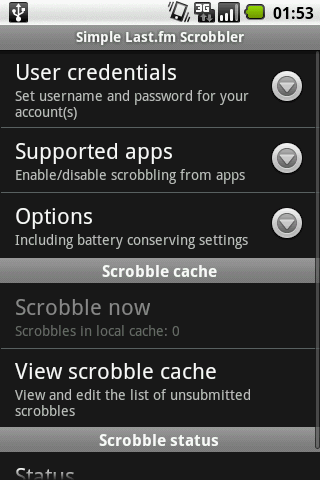 3G
01:53
Simple Last.fm Scrobbler
User credentials
Set username and password for your
account(s)
Supported apps
Enable/disable scrobbling from apps
Options
Including battery conserving settings
Scrobble cache
Scrobble now
Scrobbles in local cache: 0
View scrobble cache
View and edit the list of unsubmitted
scrobbles
Scrobble status
Status